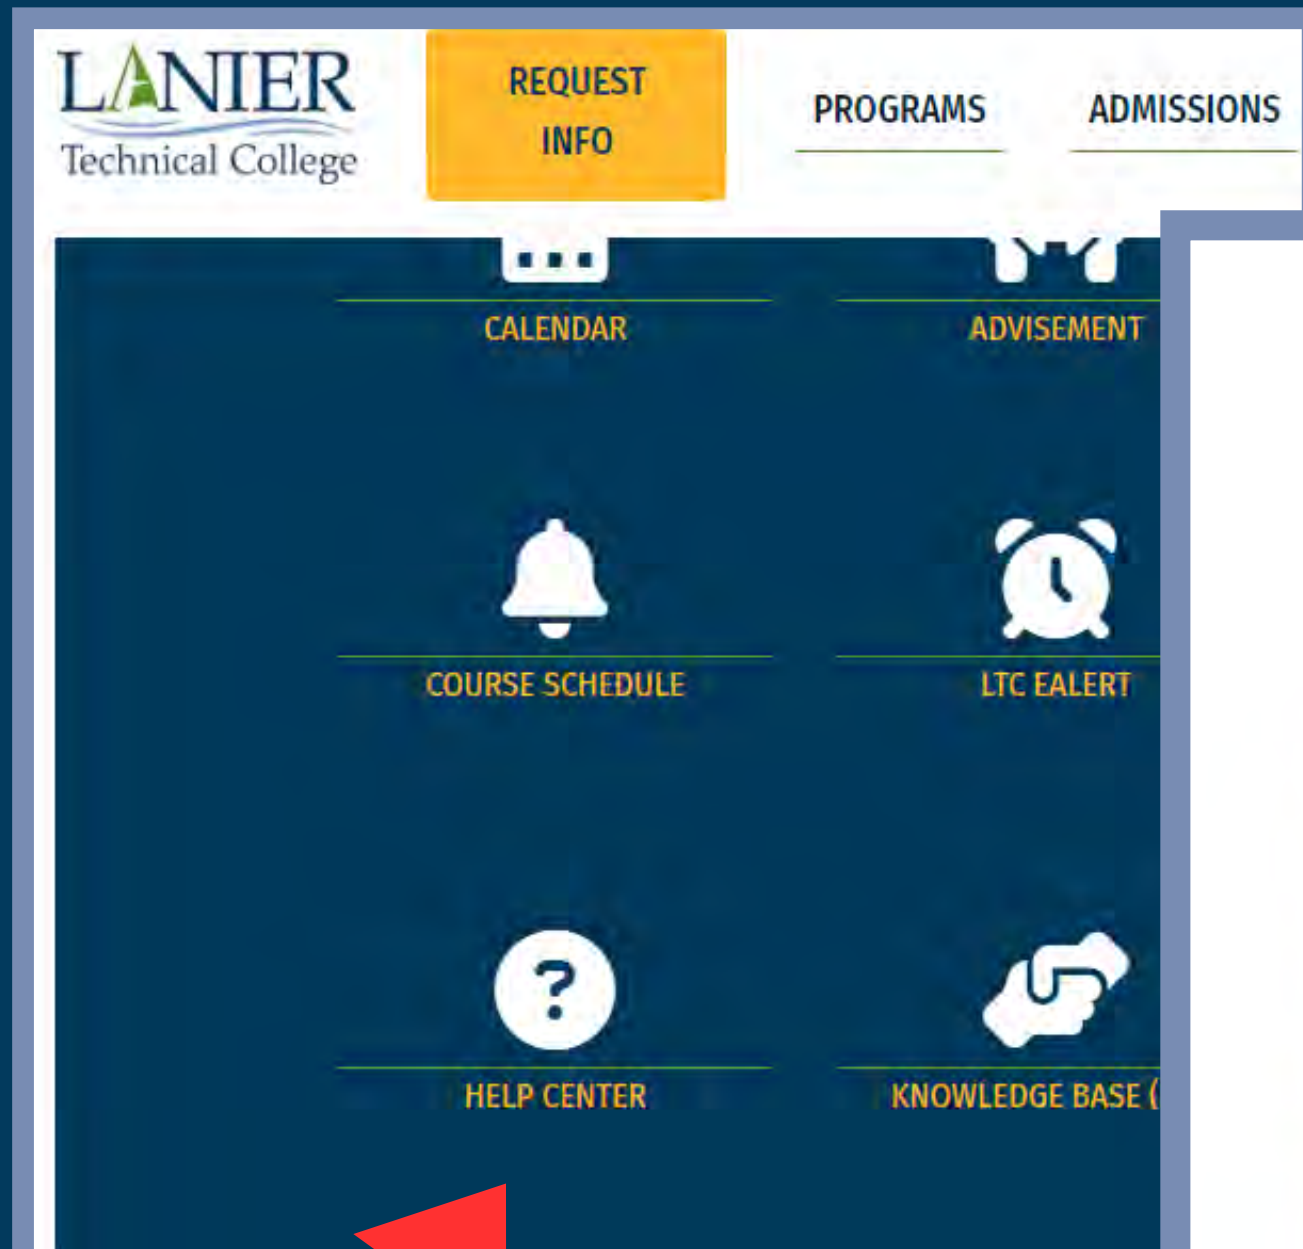 LANIER
Technical College
REQUEST
INFO
PROGRAMS
ADMISSIONS
CALENDAR
ADVISEMENT
COURSE SCHEDULE
LTC EALERT
?
HELP CENTER
KNOWLEDGE BASE (